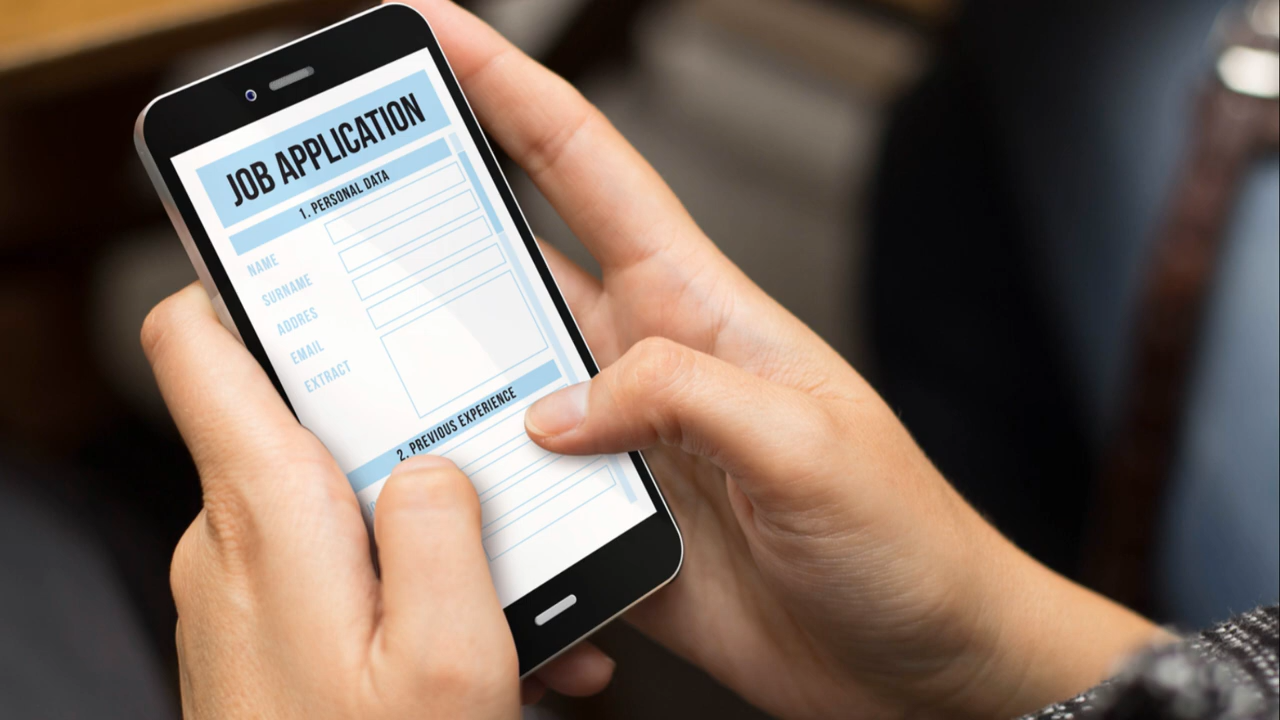 JOB APPLICATION
1. PERSONAL DATA
NAME
SURNAME
ADDRES
EMAIL
EXTRACT
2. PREVIOUS EXPERIENCE